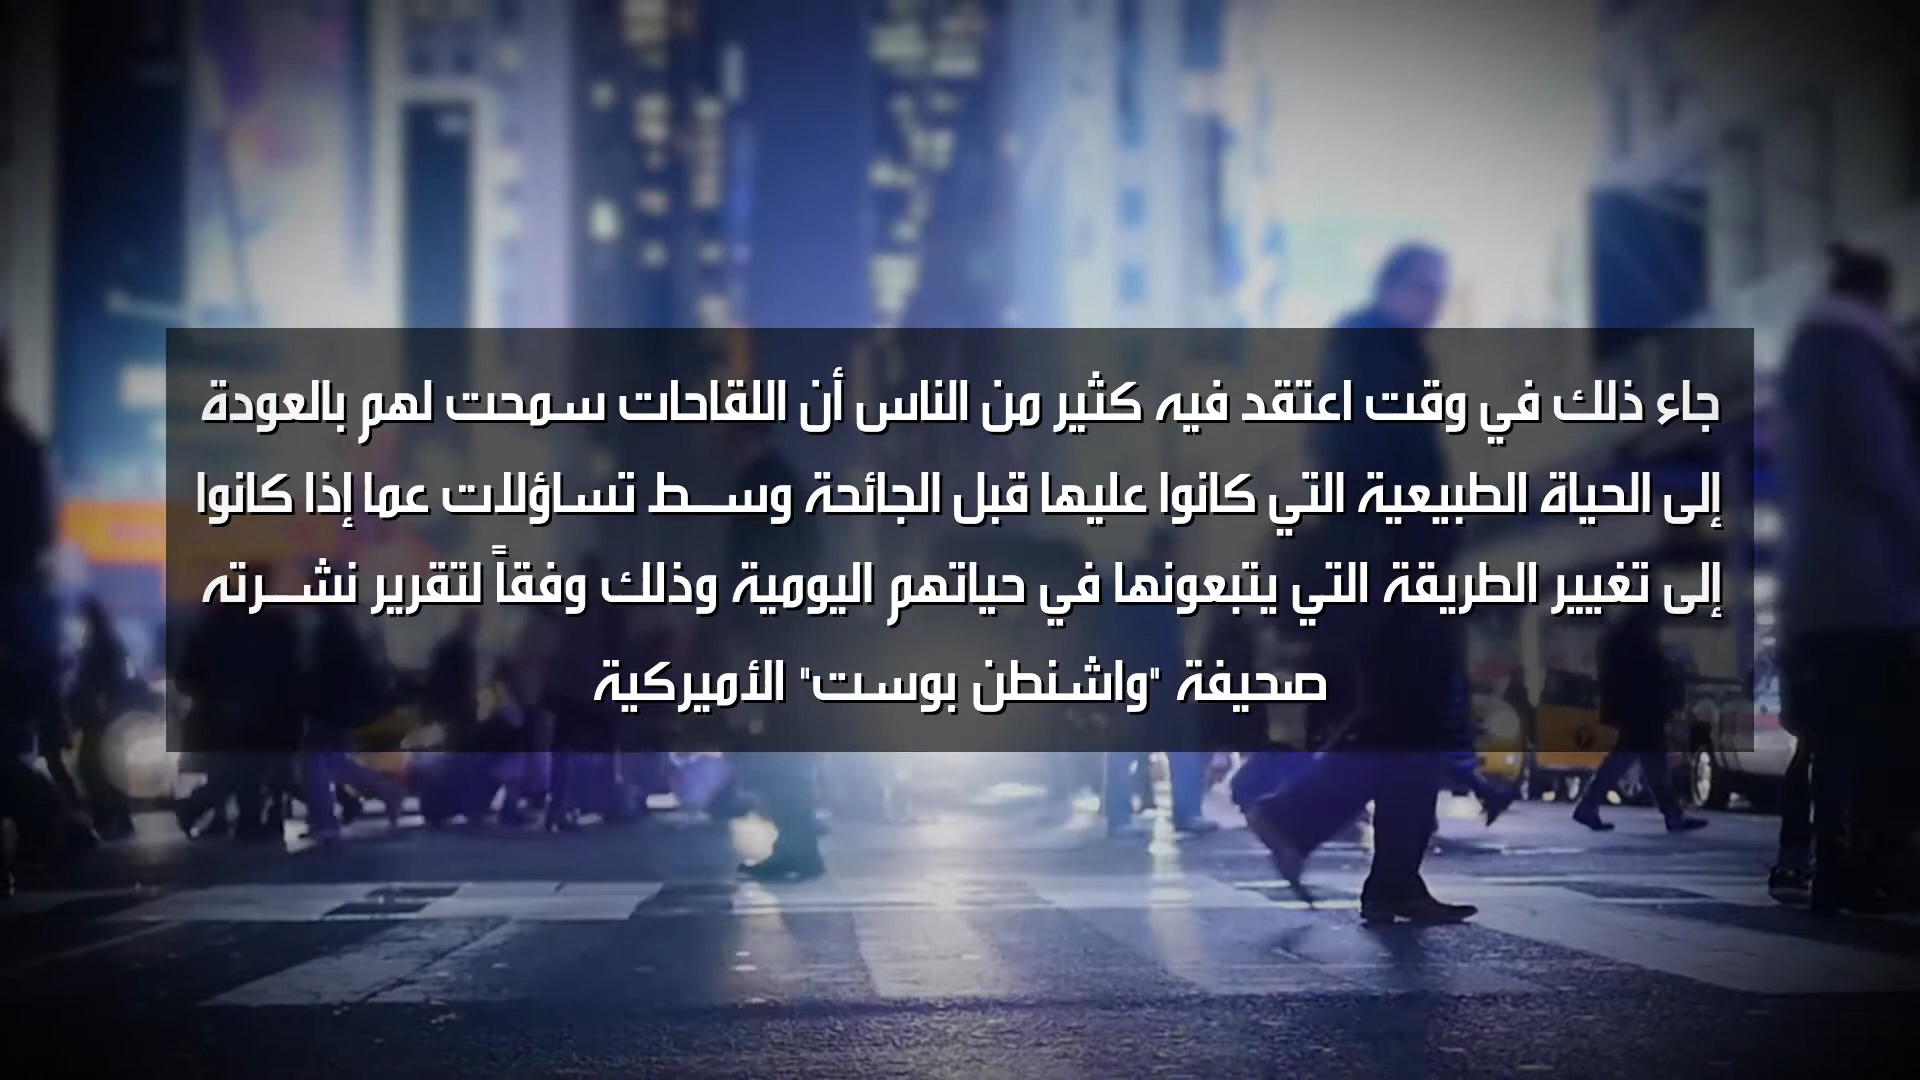 جاء ذلك في وقت اعتقد فيه كثير من الناس أن اللقاحات سمحت لهم بالعودة
إلى الحياة الطبيعية التي كانوا عليها قبل الجائحة وســط تساؤلات عما إذا كانوا
إلى تغيير الطريقة التي يتبعونها في حياتهم اليومية وذلك وفقاً لتقرير نشــرته
صحيفة "واشنطن بوست" الأميركية